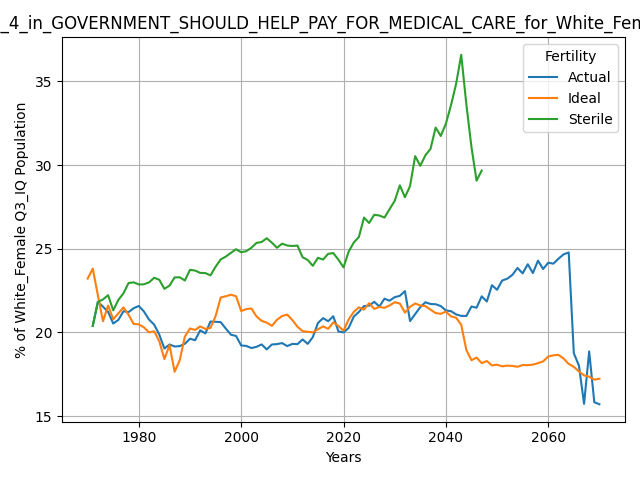 _4_in_GOVERNMENT_SHOULD_HELP_PAY_FOR_MEDICAL_CARE_for_White_Fem
Fertility
Actual
Ideal
Sterile
% of White_Female Q3_IQ Population
35
30
25
20
15
1980
2000
2020
2040
2060
Years